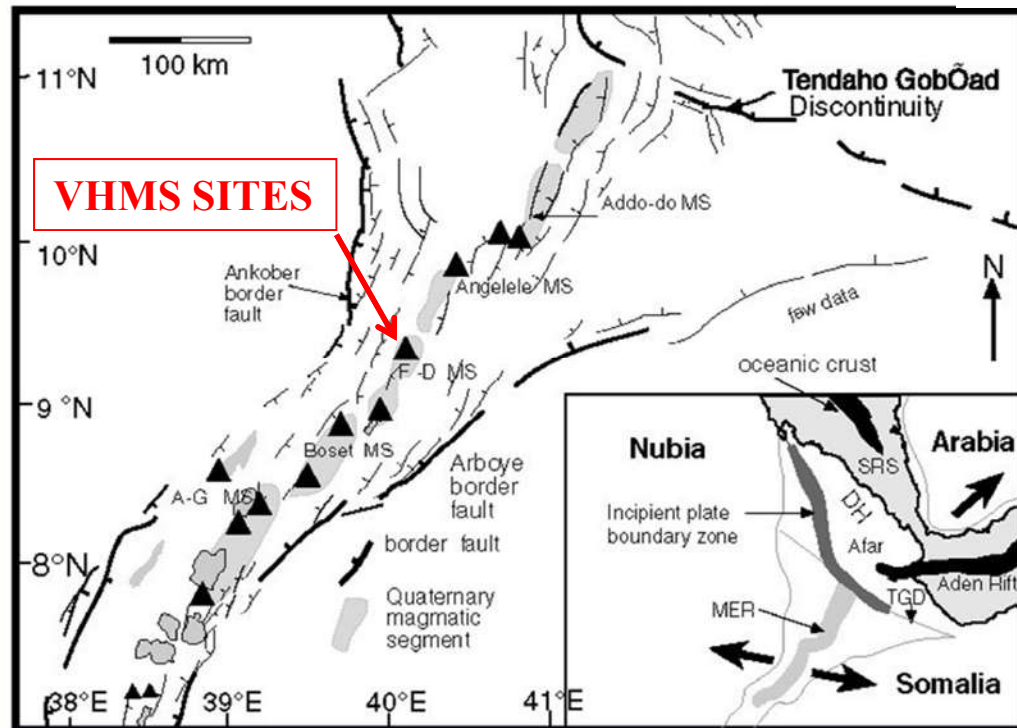 100 km
11°N
Tendaho GobÕad
Discontinuity
VHMS SITES
Addo-do MS
10°N
Ankober
border
fault
Angelele MS
N
few data
F-D MS
oceanic crust
9°N
Boset MS
Arboye
border
fault
A-G MS
border fault
8°N
Quaternary
magmatic
segment
38°E
39°E
40°E
41°E
Nubia
Arabia
SRS
DH
Incipient plate
boundary zone
Afar
Aden Rift
TGD
MER
Somalia